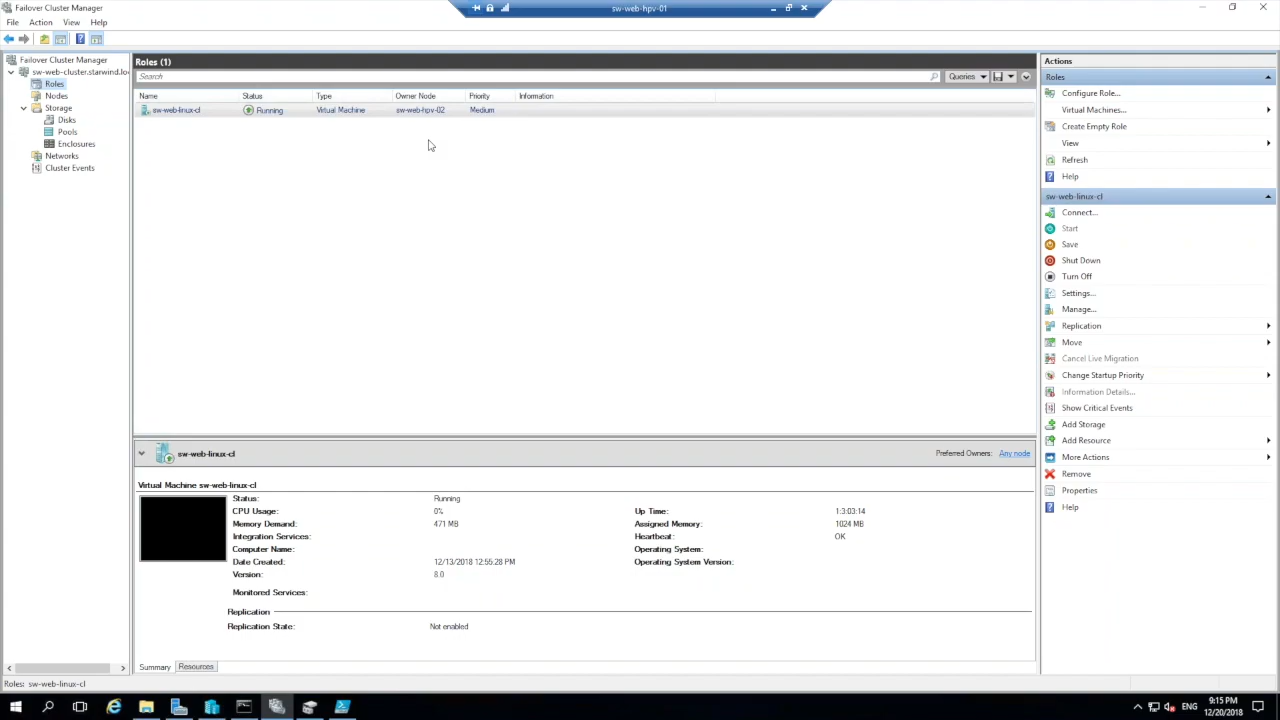 Failover Cluster Manager
sw-web-hpv-01
File Action View Help
Failover Cluster Manager
sw-web-cluster.starwind.lo
Roles
Nodes
Storage
Disks
Pools
Enclosures
Networks
Cluster Events
Roles (1)
Search
Queries
Name Status Type Owner Node Priority Information
sw-web-linux-cl Running Virtual Machine sw-web-hpv-02 Medium
sw-web-linux-cl
Preferred Owners: Any node
Virtual Machine sw-web-linux-cl
Status: Running
CPU Usage: 0% Up Time: 1:3:03:14
Memory Demand: 471 MB Assigned Memory: 1024 MB
Integration Services: Heartbeat: OK
Computer Name: Operating System:
Date Created: 12/13/2018 12:55:28 PM Operating System Version:
Version: 8.0
Monitored Services:
Replication
Replication State: Not enabled
Summary Resources
Actions
Roles
Configure Role...
Virtual Machines...
Create Empty Role
View
Refresh
Help
sw-web-linux-cl
Connect...
Start
Save
Shut Down
Turn Off
Settings...
Manage...
Replication
Move
Cancel Live Migration
Change Startup Priority
Information Details...
Show Critical Events
Add Storage
Add Resource
More Actions
Remove
Properties
Help
Roles: sw-web-linux-cl
ENG
9:15 PM
12/20/2018